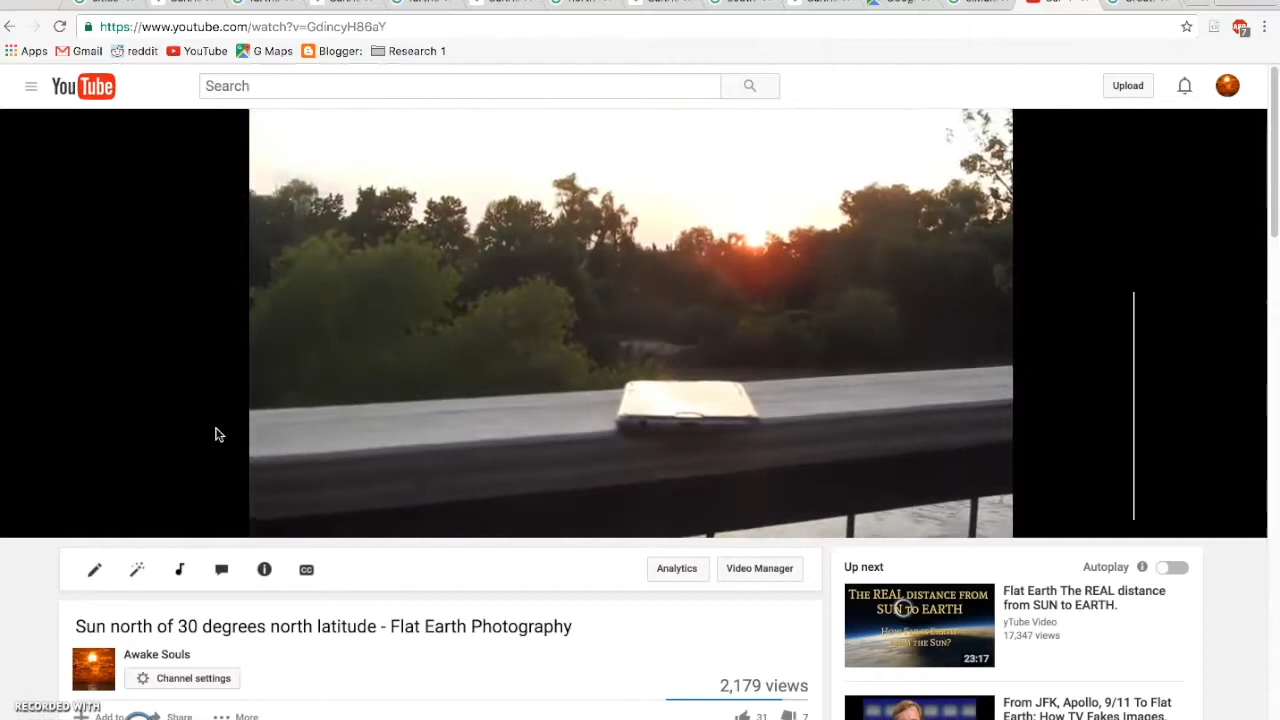 https://www.youtube.com/watch?v=GdincyH86aY
Apps Gmail reddit YouTube G Maps Blogger: Research 1
7
YouTube
Search
Upload
Analytics
Video Manager
Up next
Autoplay
THE REAL DISTANCE FROM
SUN TO EARTH
23:17
Flat Earth The REAL distance
from SUN to EARTH.
yTube Video
17,347 views
Sun north of 30 degrees north latitude - Flat Earth Photography
Awake Souls
Channel settings
2,179 views
From JFK, Apollo, 9/11 To Flat
Earth: How TV Fakes Images,
RECORDED WITH
Add to
Share
More
31
7